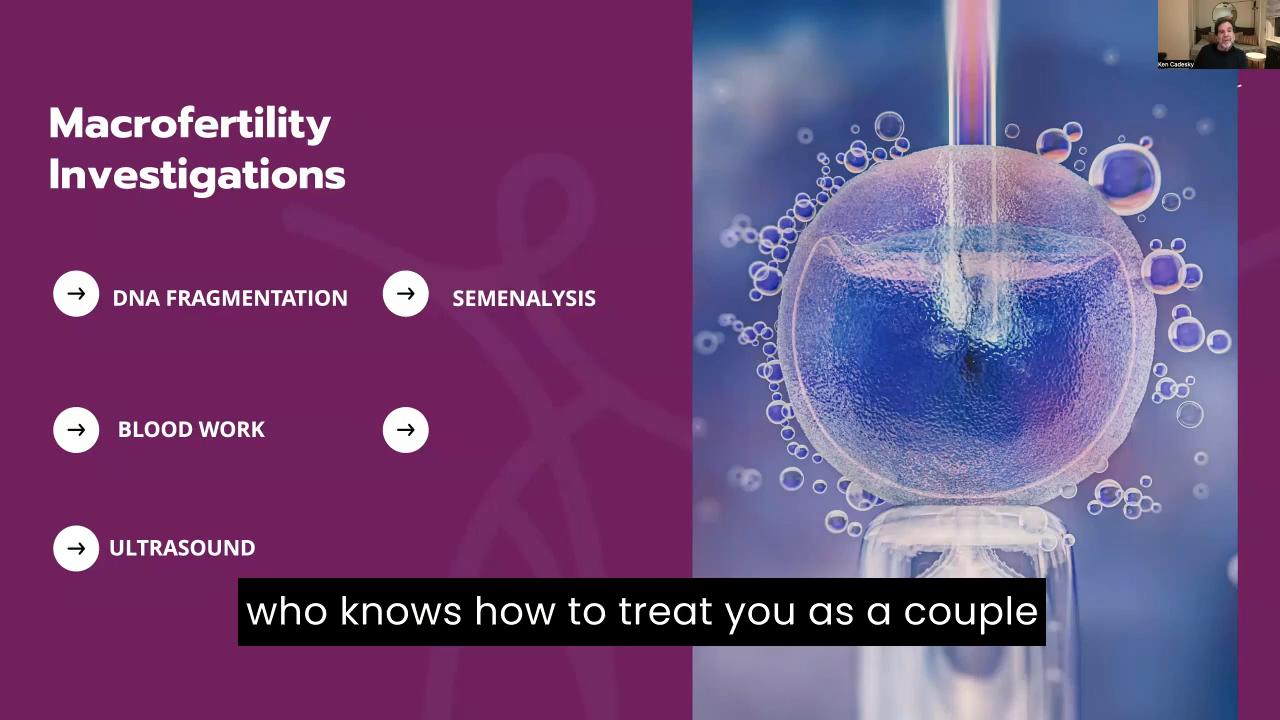 Macrofertility
Investigations
DNA FRAGMENTATION
SEMENALYSIS
BLOOD WORK
ULTRASOUND
who knows how to treat you as a couple
Ken Cadesky